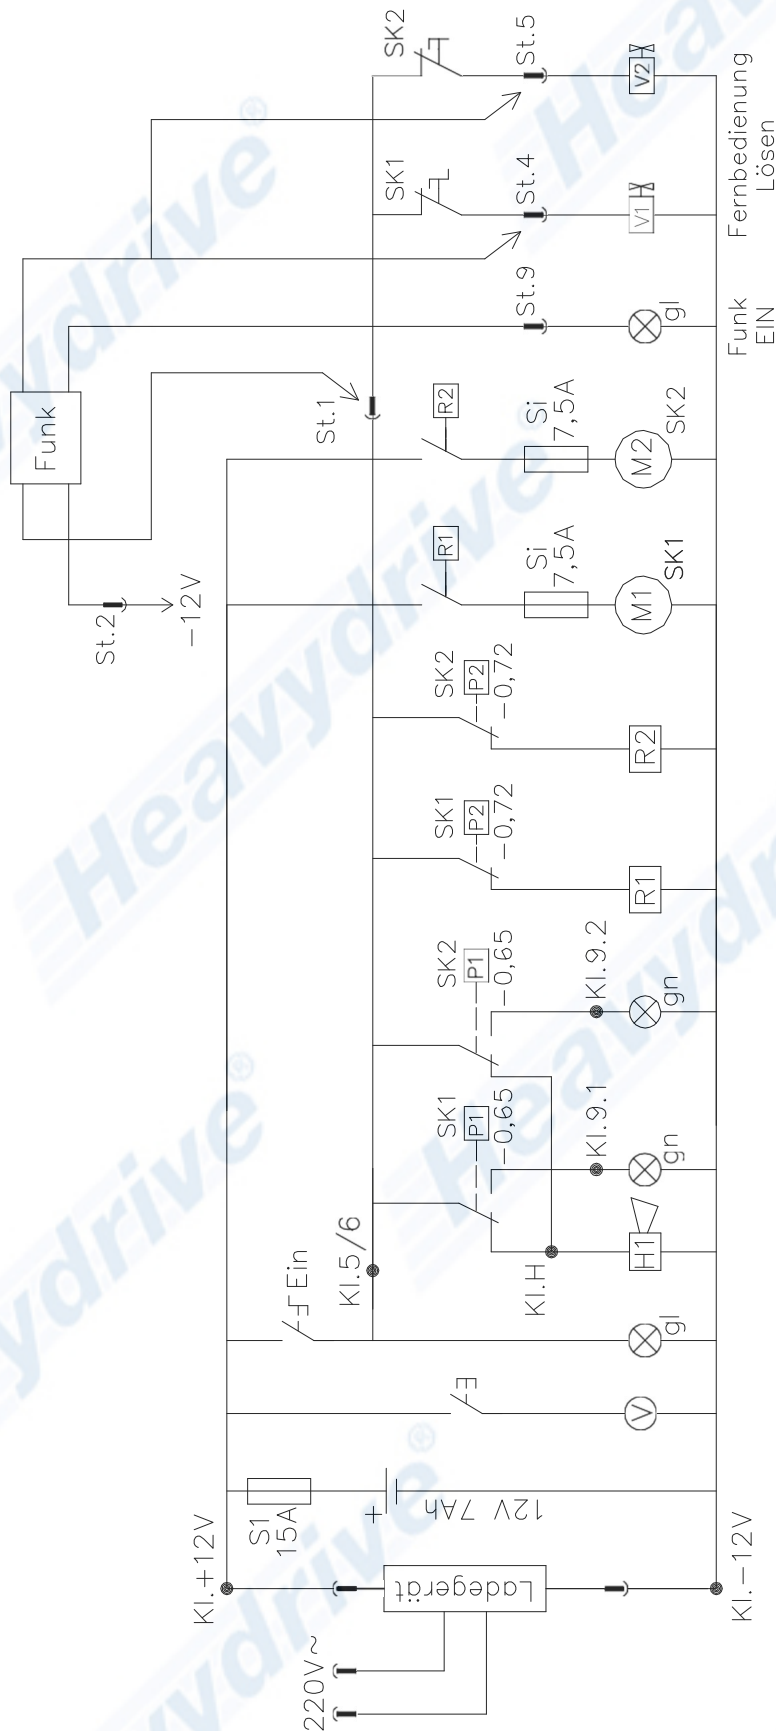 220V~
Kl.+12V
Ladegerät
Kl.-12V
S1
15A
+
12V 7Ah
E
V
Ein
gl
Kl.5/6
Kl.H
H1
SK1
P1
-0,65
Kl.9.1
gn
SK2
P1
-0,65
Kl.9.2
gn
SK1
P2
-0,72
R1
SK2
P2
-0,72
R2
St.2
-12V
Funk
R1
Si
7,5A
M1
SK1
R2
Si
7,5A
M2
SK2
St.1
St.9
gl
Funk
EIN
SK1
St.4
V1
SK2
St.5
V2
Fernbedienung
Lösen
Heavydrive®
Heavydrive®
Heavydrive®
Heavydrive
Heavydrive